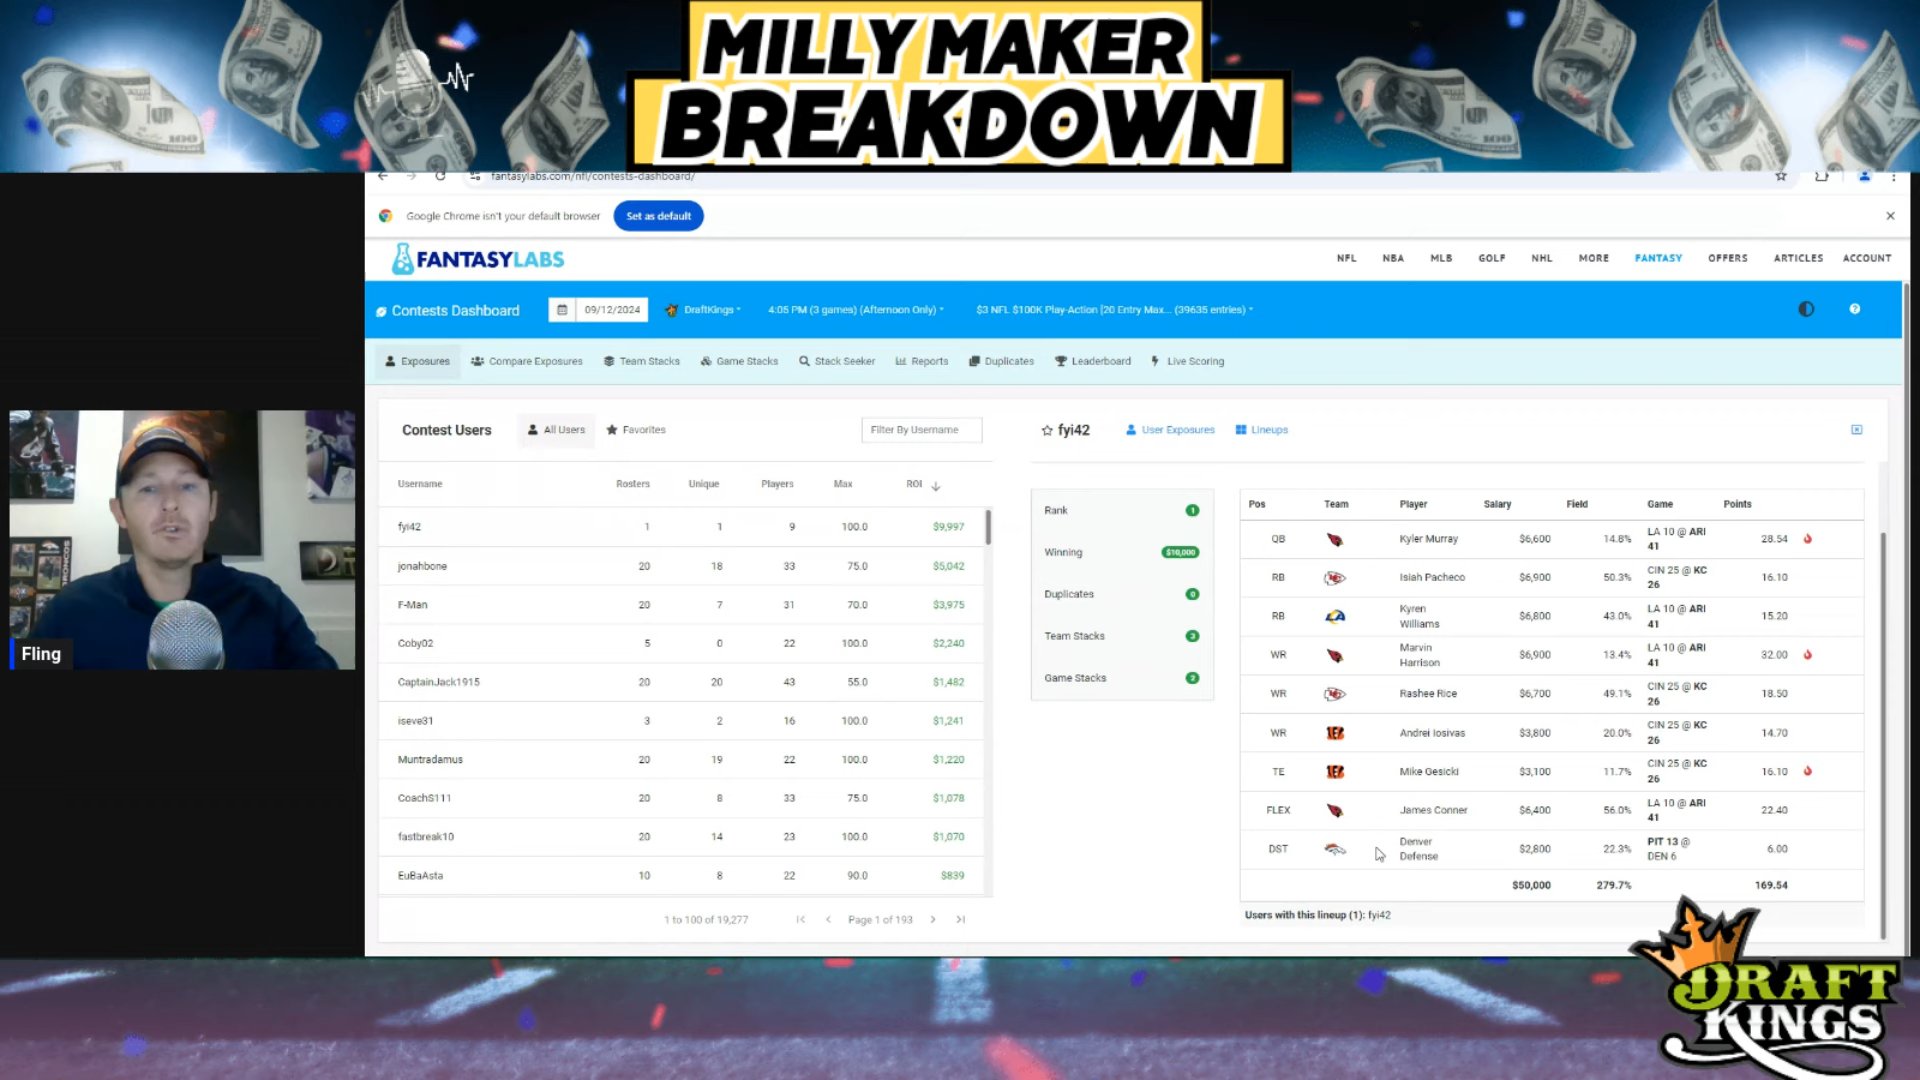 MILLY MAKER
BREAKDOWN
fantasylabs.com/nfl/contests-dashboard/
Google Chrome isn't your default browser Set as default
FANTASYLABS NFL NBA MLB GOLF NHL MORE FANTASY OFFERS ARTICLES ACCOUNT
Contests Dashboard 09/12/2024 DraftKings 4:05 PM (3 games) (Afternoon Only) $3 NFL $100K Play-Action [20 Entry Max... (39635 entries)
Exposures Compare Exposures Team Stacks Game Stacks Stack Seeker Reports Duplicates Leaderboard Live Scoring
Contest Users All Users Favorites Filter By Username
Username Rosters Unique Players Max ROI
fyi42 1 1 9 100.0 $9,997
jonahbone 20 18 33 75.0 $5,042
F-Man 20 7 31 70.0 $3,975
Coby02 5 0 22 100.0 $2,240
CaptainJack1915 20 20 43 55.0 $1,482
iseve31 3 2 16 100.0 $1,241
Muntradamus 20 19 22 100.0 $1,220
CoachS111 20 8 33 75.0 $1,078
fastbreak10 20 14 23 100.0 $1,070
EuBaAsta 10 8 22 90.0 $839
1 to 100 of 19,277 Page 1 of 193
fyi42 User Exposures Lineups
Rank 1
Winning $10,000
Duplicates 0
Team Stacks 3
Game Stacks 2
Pos Team Player Salary Field Game Points
QB Kyler Murray $6,600 14.8% LA 10 @ ARI 41 28.54
RB Isiah Pacheco $6,900 50.3% CIN 25 @ KC 26 16.10
RB Kyren Williams $6,800 43.0% LA 10 @ ARI 41 15.20
WR Marvin Harrison $6,900 13.4% LA 10 @ ARI 41 32.00
WR Rashee Rice $6,700 49.1% CIN 25 @ KC 26 18.50
WR Andrei Iosivas $3,800 20.0% CIN 25 @ KC 26 14.70
TE Mike Gesicki $3,100 11.7% CIN 25 @ KC 26 16.10
FLEX James Conner $6,400 56.0% LA 10 @ ARI 41 22.40
DST Denver Defense $2,800 22.3% PIT 13 @ DEN 6 6.00
$50,000 279.7% 169.54
Users with this lineup (1): fyi42
Fling
BRONCOS
DRAFT
KINGS